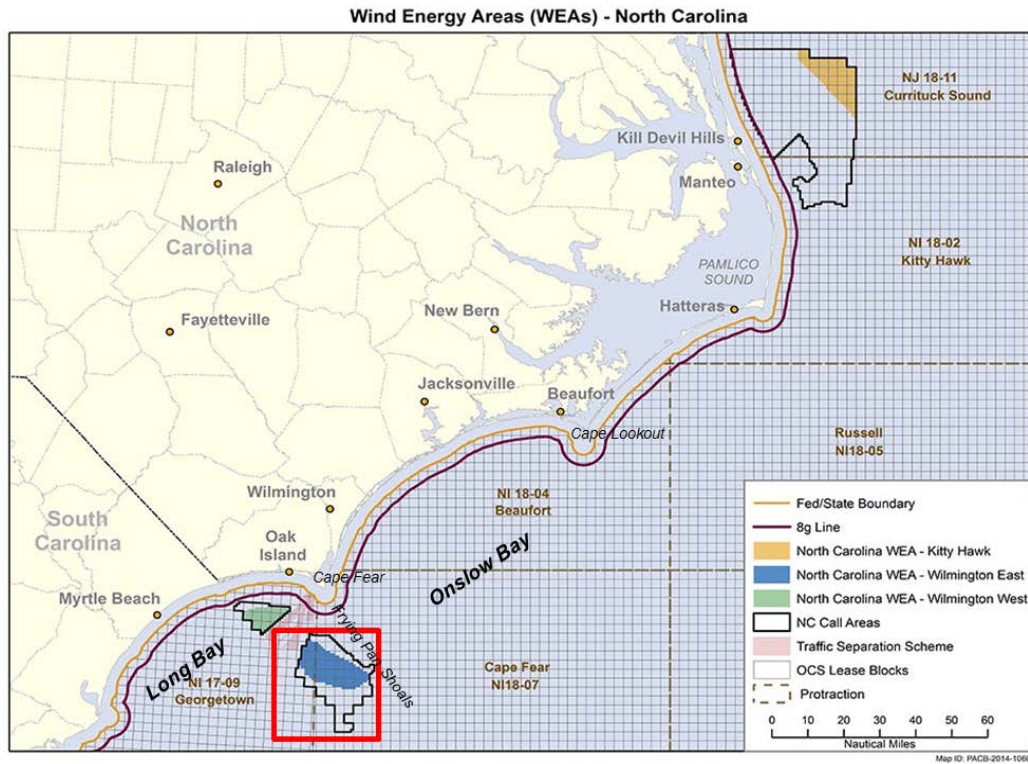 Wind Energy Areas (WEAs) - North Carolina
NJ 18-11
Currituck Sound
Kill Devil Hills
Raleigh
Manteo
North
Carolina
NI 18-02
Kitty Hawk
PAMLICO
SOUND
Hatteras
New Bern
Fayetteville
Jacksonville
Beaufort
Cape Lookout
Russell
NI18-05
Wilmington
NI 18-04
Beaufort
South
Carolina
Oak
Island
Cape Fear
Onslow Bay
Myrtle Beach
Frying Pan Shoals
Long Bay
NI 17-09
Georgetown
Cape Fear
NI18-07
Fed/State Boundary
8g Line
North Carolina WEA - Kitty Hawk
North Carolina WEA - Wilmington East
North Carolina WEA - Wilmington West
NC Call Areas
Traffic Separation Scheme
OCS Lease Blocks
Protraction
0 10 20 30 40 50 60
Nautical Miles